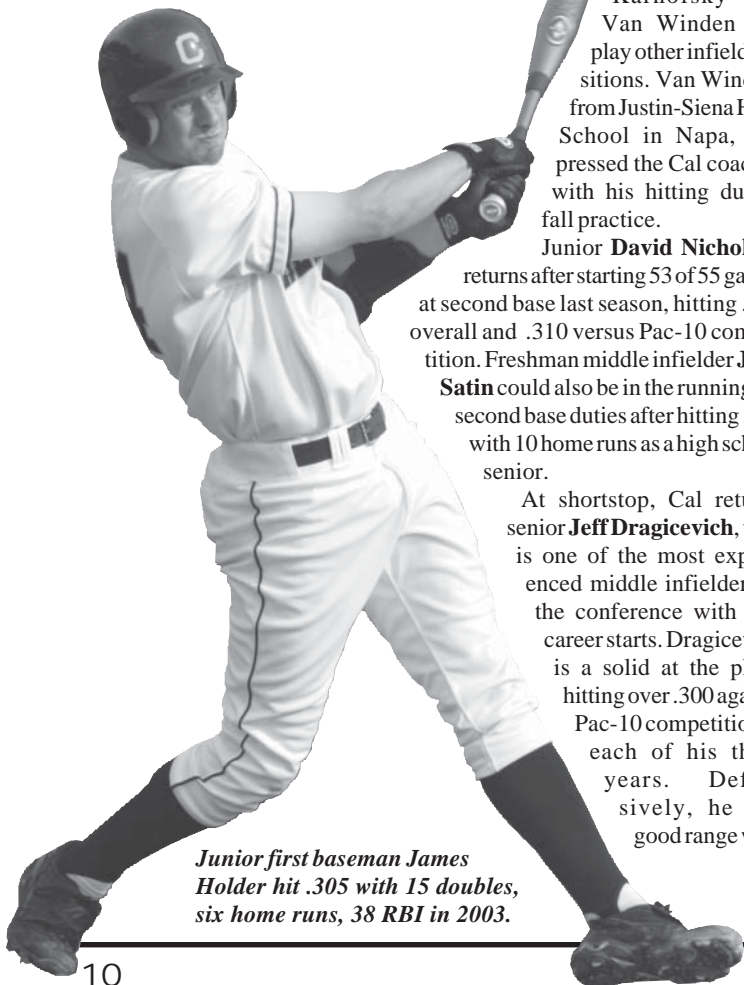 Karnofsky
Van Winden
play other infield
sitions. Van Wind
from Justin-Siena H
School in Napa,
pressed the Cal coac
with his hitting du
fall practice.
Junior David Nichol
returns after starting 53 of 55 ga
at second base last season, hitting .
overall and .310 versus Pac-10 com
tition. Freshman middle infielder J
Satin could also be in the running
second base duties after hitting
with 10 home runs as a high sch
senior.
At shortstop, Cal retu
senior Jeff Dragicevich,
is one of the most exp
enced middle infielder
the conference with
career starts. Dragicev
is a solid at the pl
hitting over .300 aga
Pac-10 competitio
each of his th
years. Def
sively, he
good range
C
Junior first baseman James
Holder hit .305 with 15 doubles,
six home runs, 38 RBI in 2003.
10